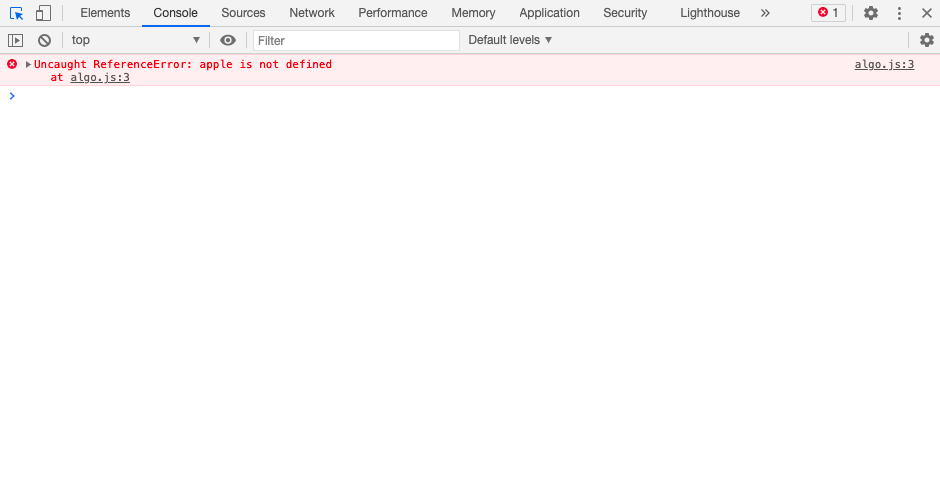 Elements Console Sources Network Performance Memory Application Security Lighthouse 1
top Filter Default levels
Uncaught ReferenceError: apple is not defined algo.js:3
at algo.js:3